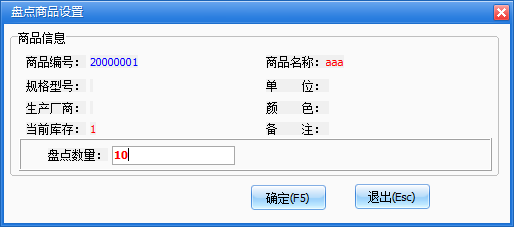 盘点商品设置
商品信息
商品编号： 20000001 商品名称： aaa
规格型号： 单 位：
生产厂商： 颜 色：
当前库存： 1 备 注：
盘点数量： 10
确定(F5) 退出(Esc)